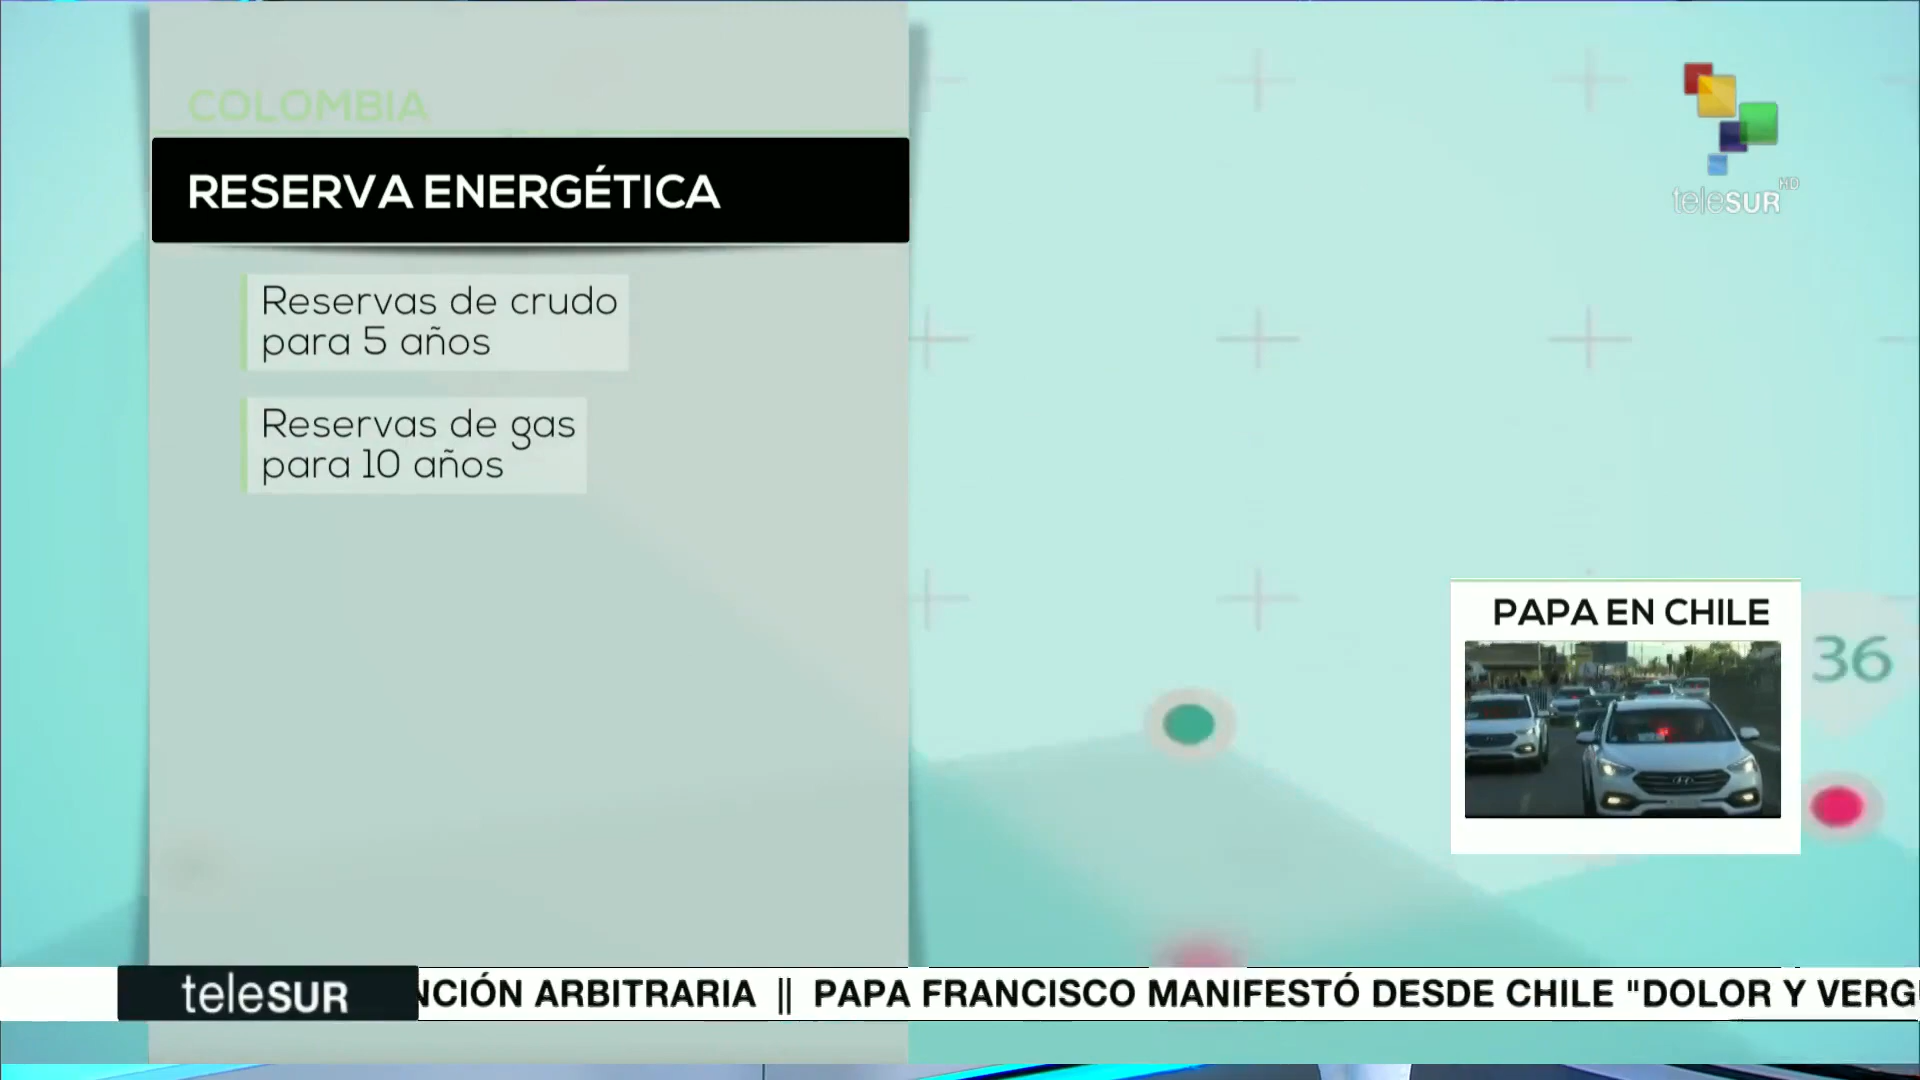 COLOMBIA
RESERVA ENERGÉTICA
Reservas de crudo
para 5 años
Reservas de gas
para 10 años
teleSUR HD
PAPA EN CHILE
36
teleSUR
NCIÓN ARBITRARIA || PAPA FRANCISCO MANIFESTÓ DESDE CHILE "DOLOR Y VERG